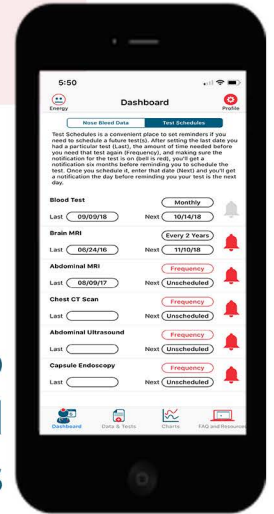 5:50
Energy
Dashboard
Profile
Nose Blood Data Test Schedules
Test Schedules is a convenient place to set reminders if you
need to schedule a future test(s). After setting the last date you
had a particular test (Last), the amount of time needed before
you need that test again (Frequency), and making sure the
notification for the test is on (bell is red), you'll get a
notification six months before reminding you to schedule the
test. Once you schedule d, enter that date (Next) and you'll get
a notification the day before reminding you your test is the next
day.
Blood Test Monthly
Last 09/09/18 Next 10/14/18
Brain MRI Every 2 Years
Last 06/24/16 Next 11/10/18
Abdominal MRI Frequency
Last 08/09/17 Next Unscheduled
Chest CT Scan Frequency
Last Next Unscheduled
Abdominal Ultrasound Frequency
Last Next Unscheduled
Capsule Endoscopy Frequency
Last Next Unscheduled
Dashboard Data & Tests Charts FAQ and Resources